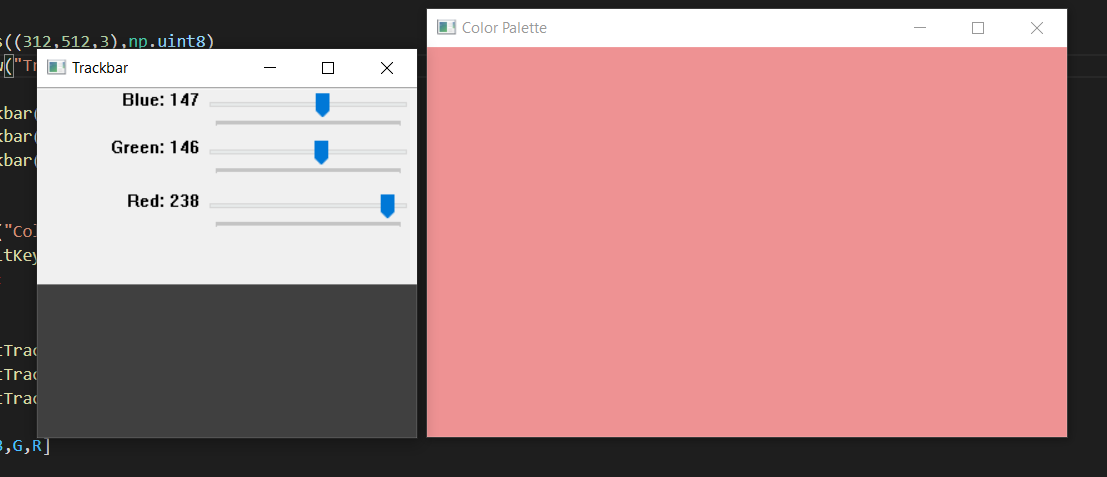 s((312,512,3),np.uint8)
w("Tr
Trackbar
Color Palette
Blue: 147
Green: 146
Red: 238
kbar(
kbar(
kbar(
("Col
itKey
tTrac
tTrac
tTrac
B,G,R]